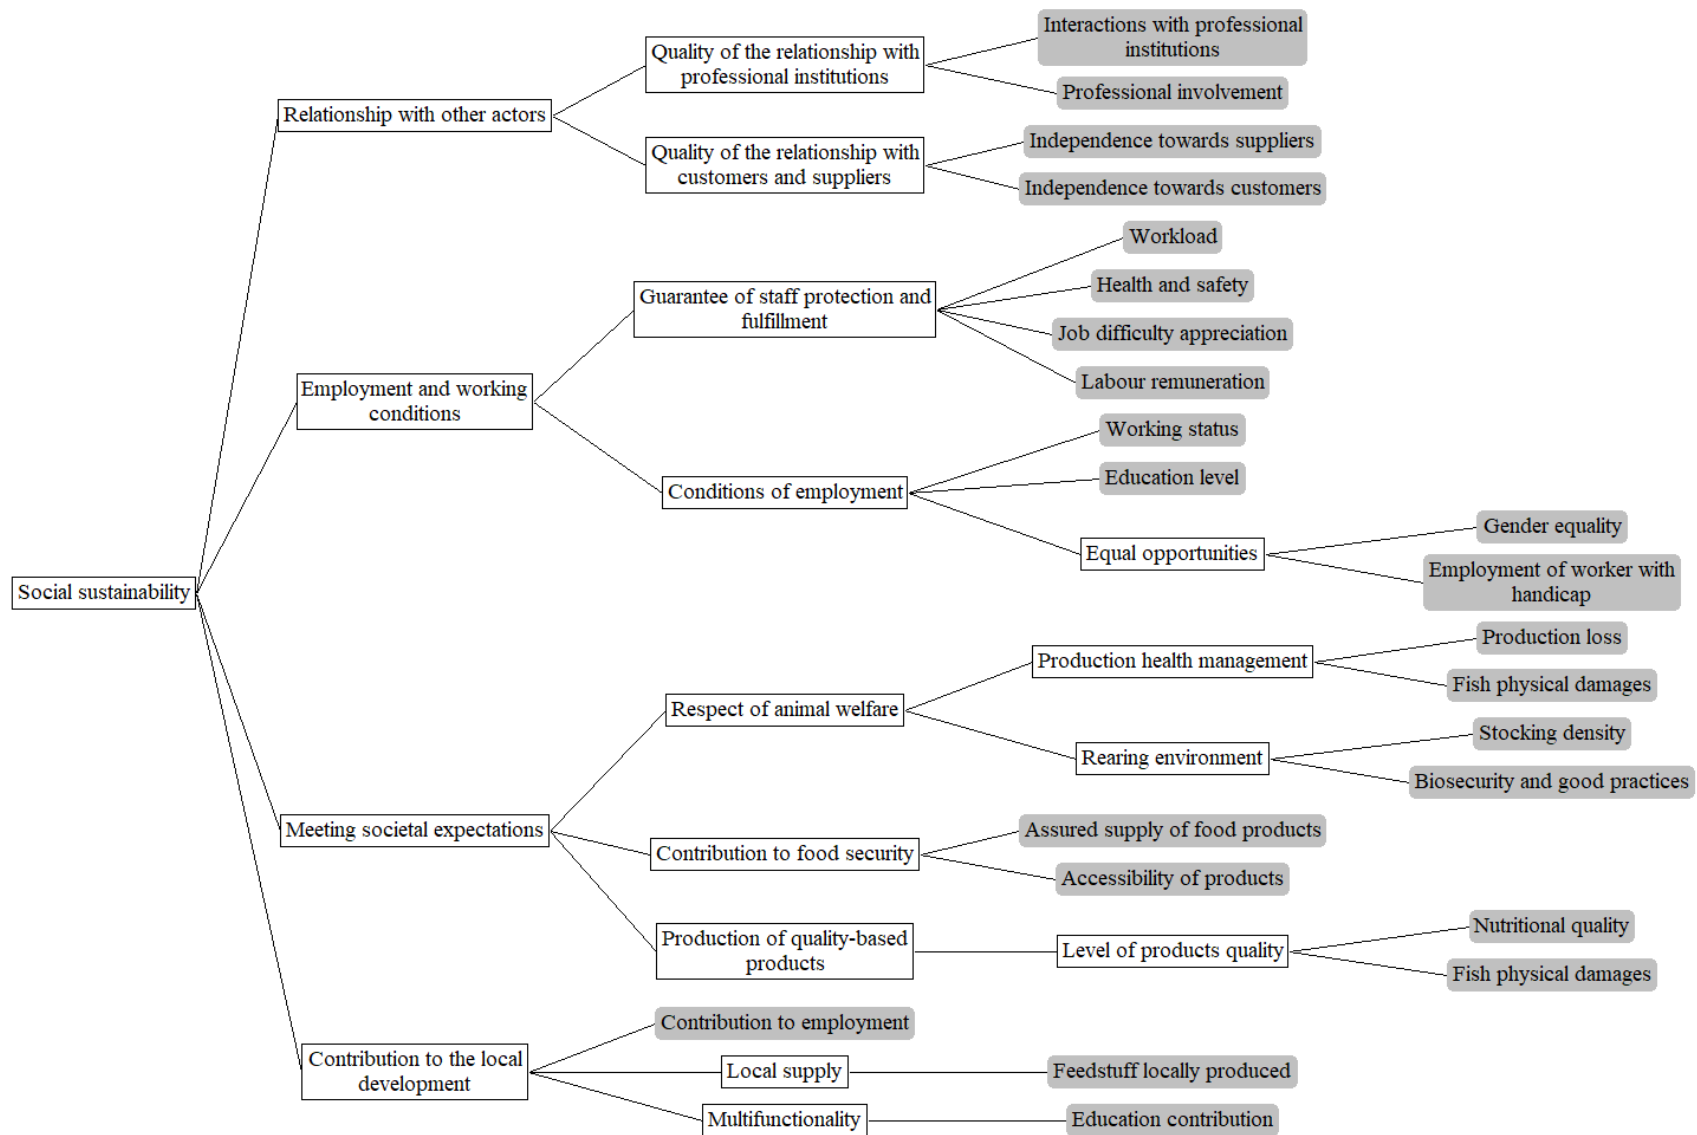 Interactions with professional
institutions
Quality of the relationship with
professional institutions
Professional involvement
Relationship with other actors
Independence towards suppliers
Quality of the relationship with
customers and suppliers
Independence towards customers
Workload
Health and safety
Guarantee of staff protection and
fulfillment
Job difficulty appreciation
Labour remuneration
Employment and working
conditions
Working status
Education level
Conditions of employment
Gender equality
Equal opportunities
Employment of worker with
handicap
Social sustainability
Production loss
Production health management
Fish physical damages
Respect of animal welfare
Stocking density
Rearing environment
Biosecurity and good practices
Meeting societal expectations
Assured supply of food products
Contribution to food security
Accessibility of products
Nutritional quality
Production of quality-based
products
Level of products quality
Fish physical damages
Contribution to employment
Contribution to the local
development
Local supply
Feedstuff locally produced
Multifunctionality
Education contribution